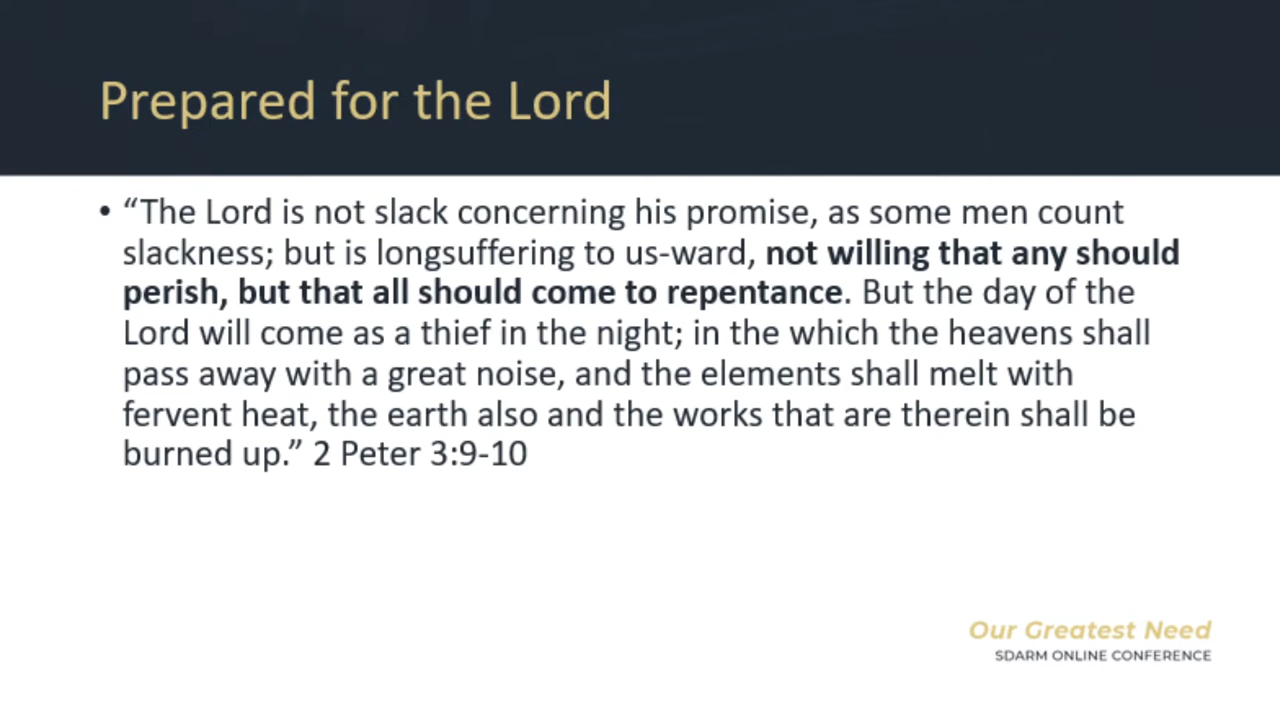 Prepared for the Lord
• “The Lord is not slack concerning his promise, as some men count
slackness; but is longsuffering to us-ward, not willing that any should
perish, but that all should come to repentance. But the day of the
Lord will come as a thief in the night; in the which the heavens shall
pass away with a great noise, and the elements shall melt with
fervent heat, the earth also and the works that are therein shall be
burned up.” 2 Peter 3:9-10
Our Greatest Need
SDARM ONLINE CONFERENCE